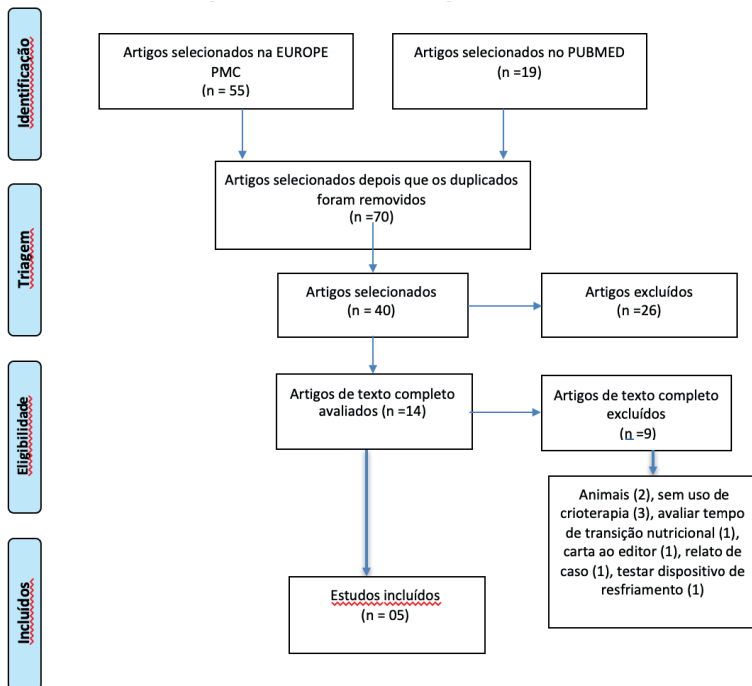 Identificação
Artigos selecionados na EUROPE
PMC
(n = 55)
Artigos selecionados no PUBMED
(n =19)
Artigos selecionados depois que os duplicados
foram removidos
(n =70)
Triagem
Artigos selecionados
(n = 40)
Artigos excluídos
(n =26)
Elegibilidade
Artigos de texto completo
avaliados (n =14)
Artigos de texto completo
excluídos
(n =9)
Animais (2), sem uso de
crioterapia (3), avaliar tempo
de transição nutricional (1),
carta ao editor (1), relato de
caso (1), testar dispositivo de
resfriamento (1)
Incluídos
Estudos incluídos
(n = 05)